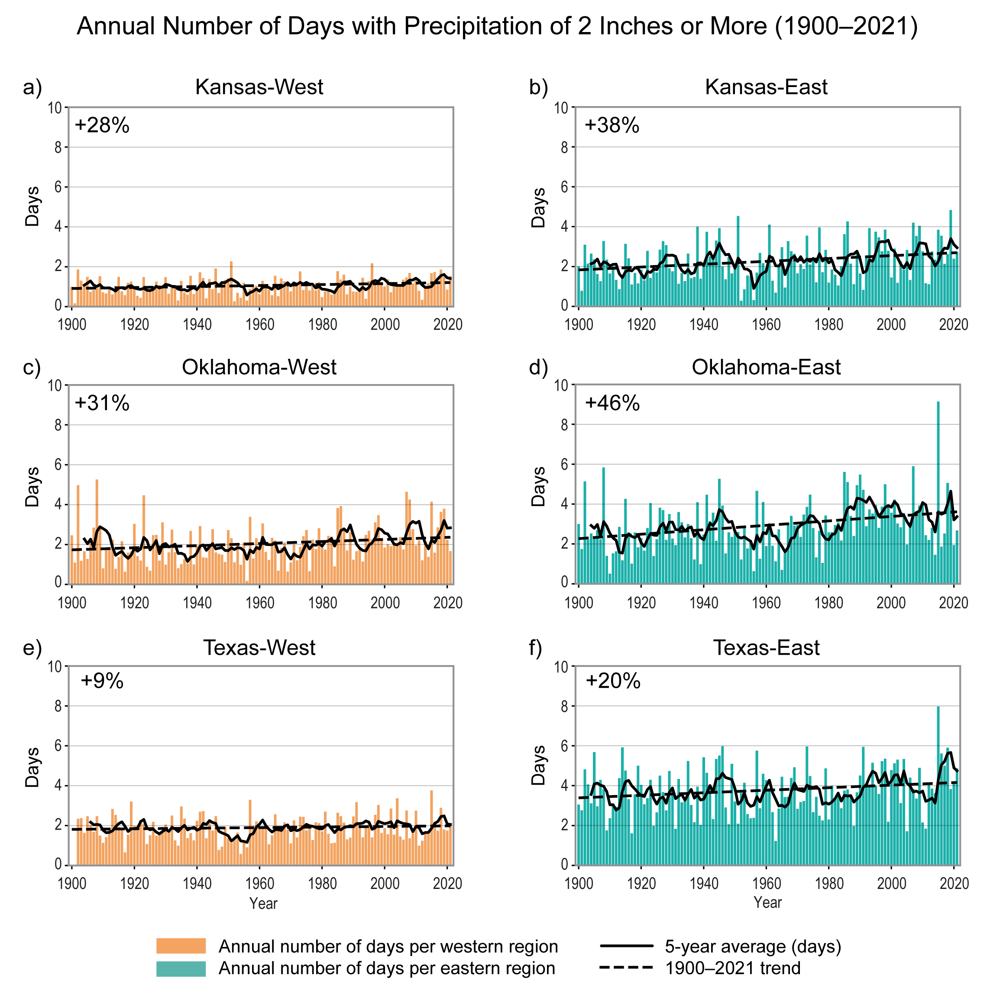 Annual Number of Days with Precipitation of 2 Inches or More (1900–2021)
a) Kansas-West
10
+28%
8
6
Days
4
2
0
1900 1920 1940 1960 1980 2000 2020
b) Kansas-East
10
+38%
8
6
Days
4
2
0
1900 1920 1940 1960 1980 2000 2020
c) Oklahoma-West
10
+31%
8
6
Days
4
2
0
1900 1920 1940 1960 1980 2000 2020
d) Oklahoma-East
10
+46%
8
6
Days
4
2
0
1900 1920 1940 1960 1980 2000 2020
e) Texas-West
10
+9%
8
6
Days
4
2
0
1900 1920 1940 1960 1980 2000 2020
Year
f) Texas-East
10
+20%
8
6
Days
4
2
0
1900 1920 1940 1960 1980 2000 2020
Year
Annual number of days per western region
Annual number of days per eastern region
5-year average (days)
1900–2021 trend